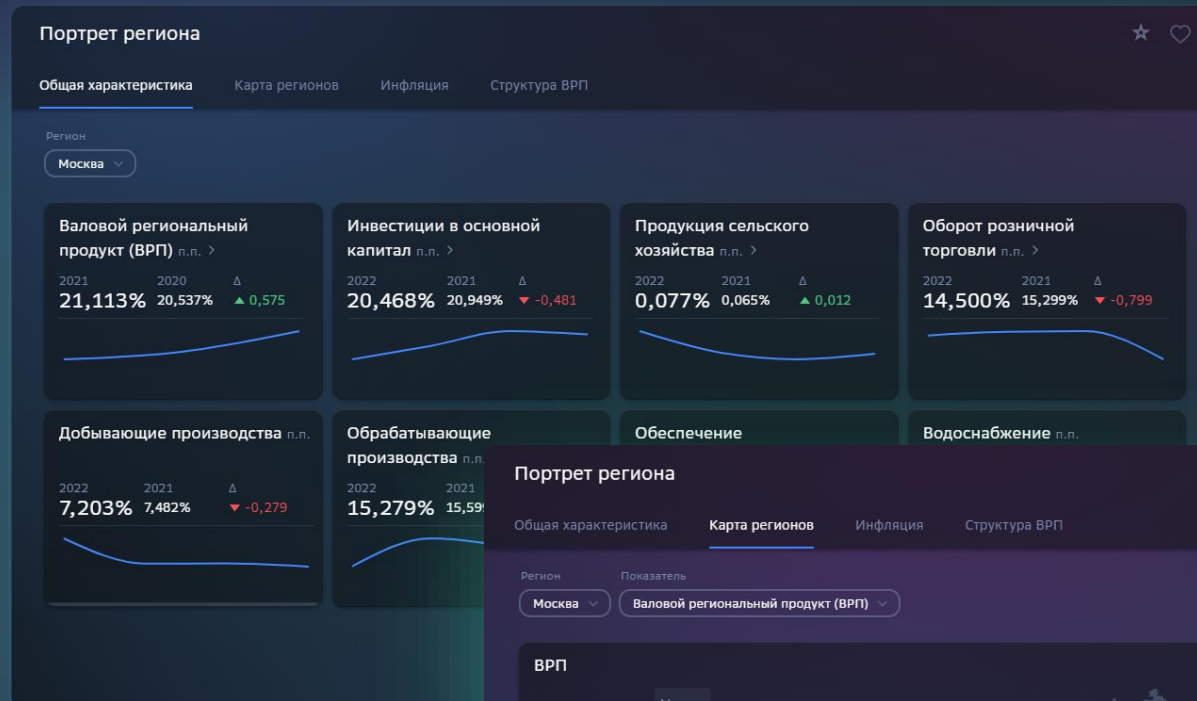 Портрет региона
Общая характеристика Карта регионов Инфляция Структура ВРП
Регион
Москва
Валовой региональный
продукт (ВРП) п.п. >
2021 2020 Δ
21,113% 20,537% ▲ 0,575
Инвестиции в основной
капитал п.п. >
2022 2021 Δ
20,468% 20,949% ▼ -0,481
Продукция сельского
хозяйства п.п. >
2022 2021 Δ
0,077% 0,065% ▲ 0,012
Оборот розничной
торговли п.п. >
2022 2021 Δ
14,500% 15,299% ▼ -0,799
Добывающие производства п.п.
2022 2021 Δ
7,203% 7,482% ▼ -0,279
Обрабатывающие
производства п.п.
2022 2021
15,279% 15,59
Обеспечение
Водоснабжение п.п.
Портрет региона
Общая характеристика Карта регионов Инфляция Структура ВРП
Регион Показатель
Москва Валовой региональный продукт (ВРП)
ВРП